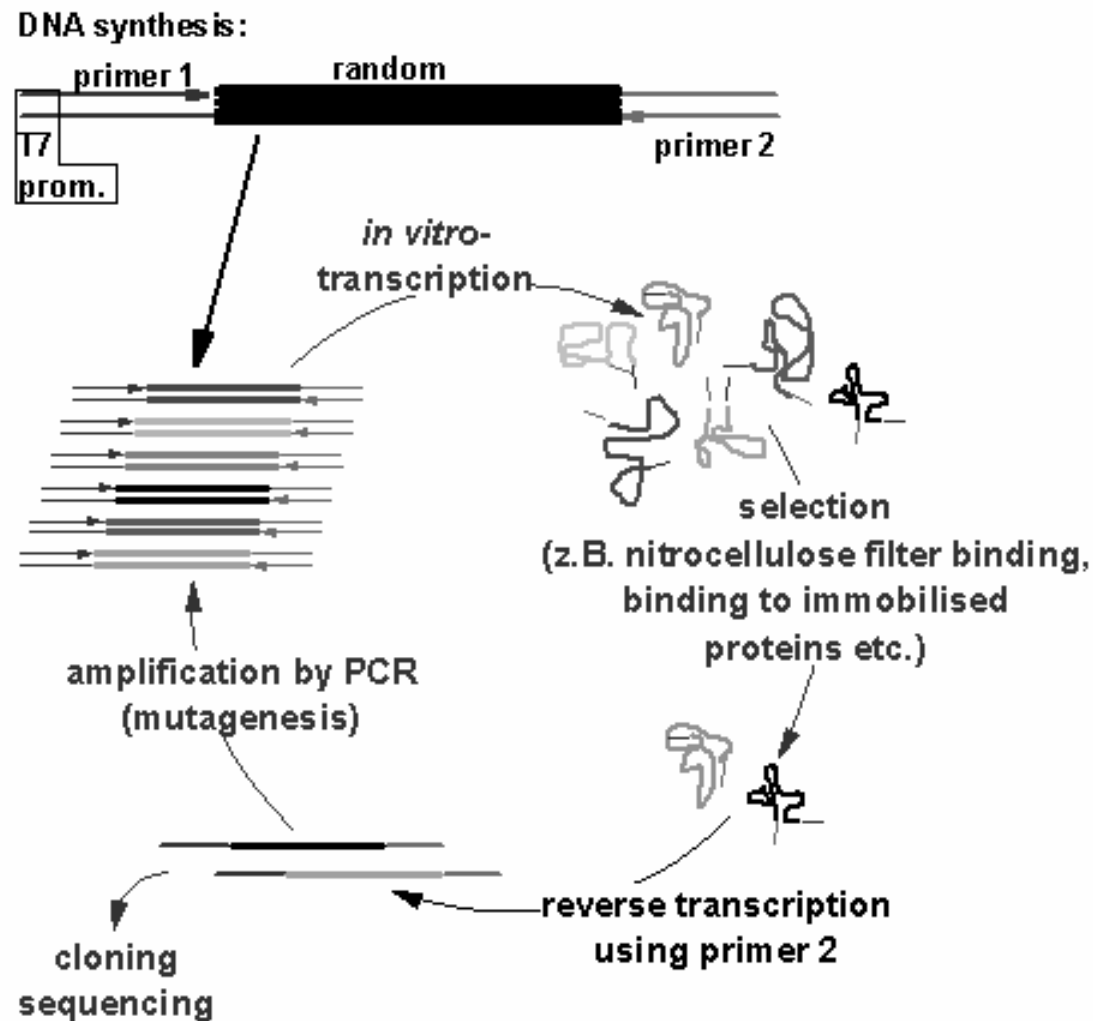 DNA synthesis:
primer 1
random
T7
prom.
primer 2
in vitro-
transcription
selection
(z.B. nitrocellulose filter binding,
binding to immobilised
proteins etc.)
amplification by PCR
(mutagenesis)
reverse transcription
using primer 2
cloning
sequencing